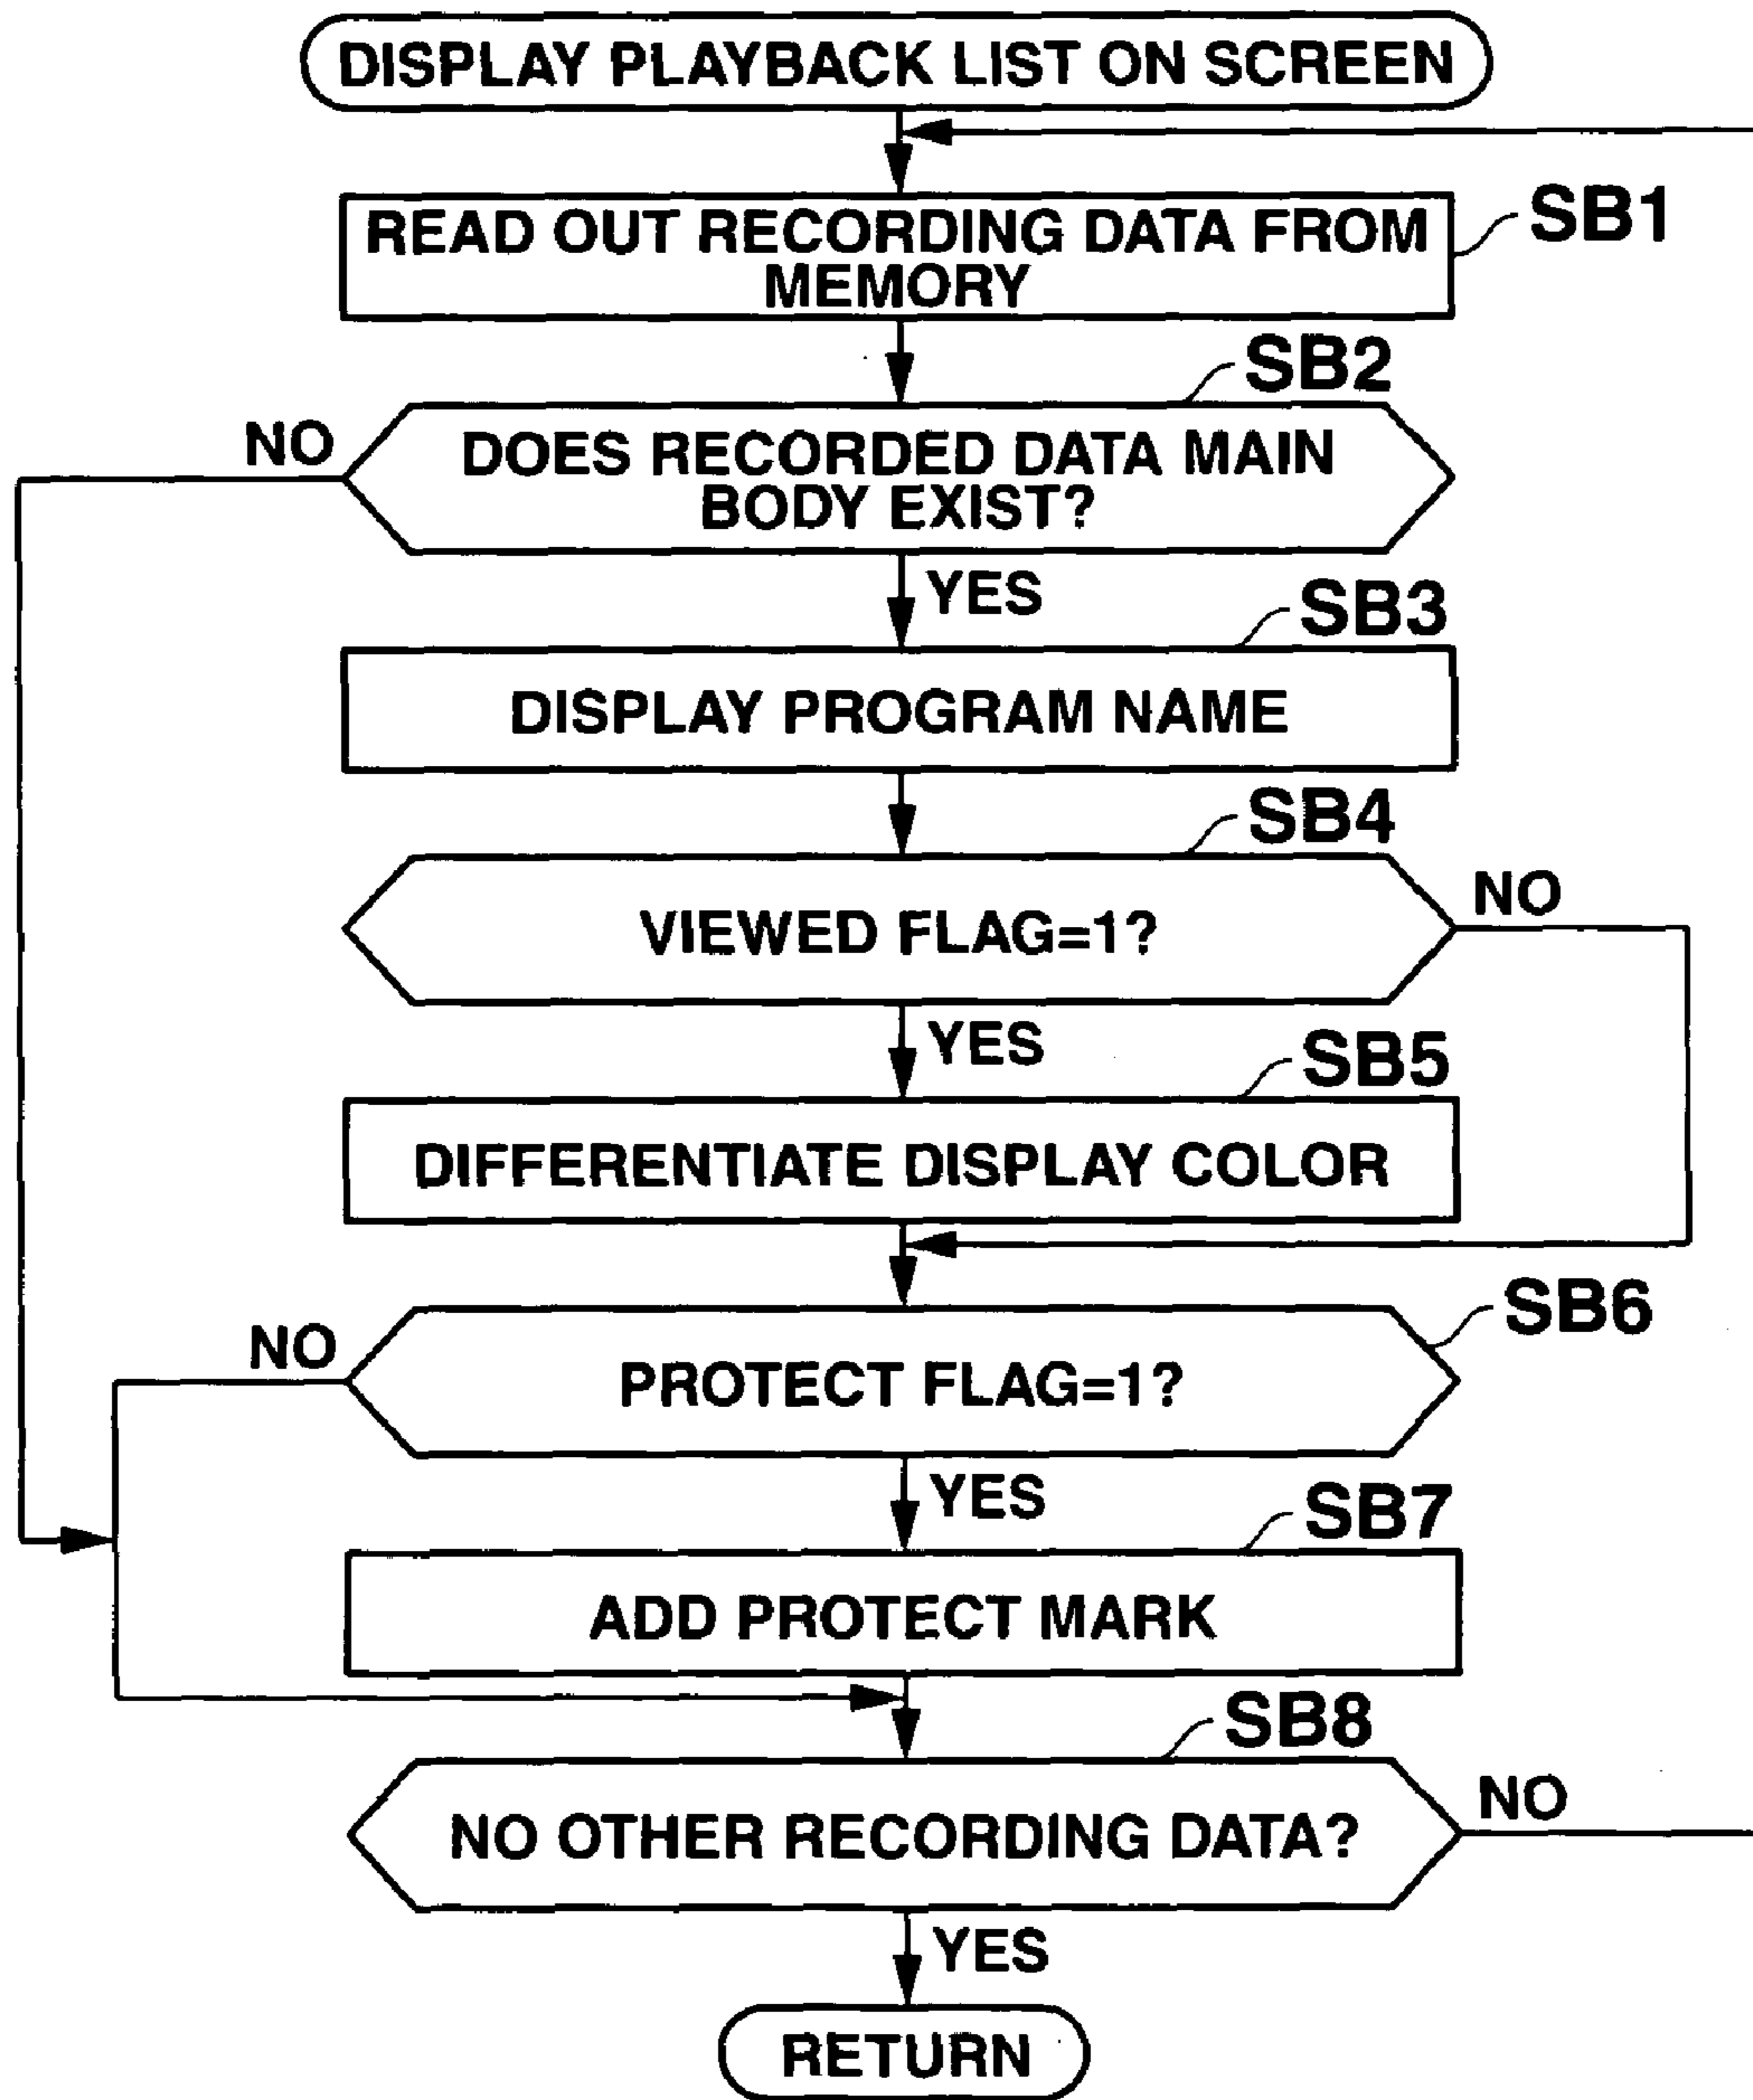 DISPLAY PLAYBACK LIST ON SCREEN
READ OUT RECORDING DATA FROM
MEMORY
SB1
SB2
NO
DOES RECORDED DATA MAIN
BODY EXIST?
YES
SB3
DISPLAY PROGRAM NAME
SB4
NO
VIEWED FLAG=1?
YES
SB5
DIFFERENTIATE DISPLAY COLOR
SB6
NO
PROTECT FLAG=1?
YES
SB7
ADD PROTECT MARK
SB8
NO
NO OTHER RECORDING DATA?
YES
RETURN